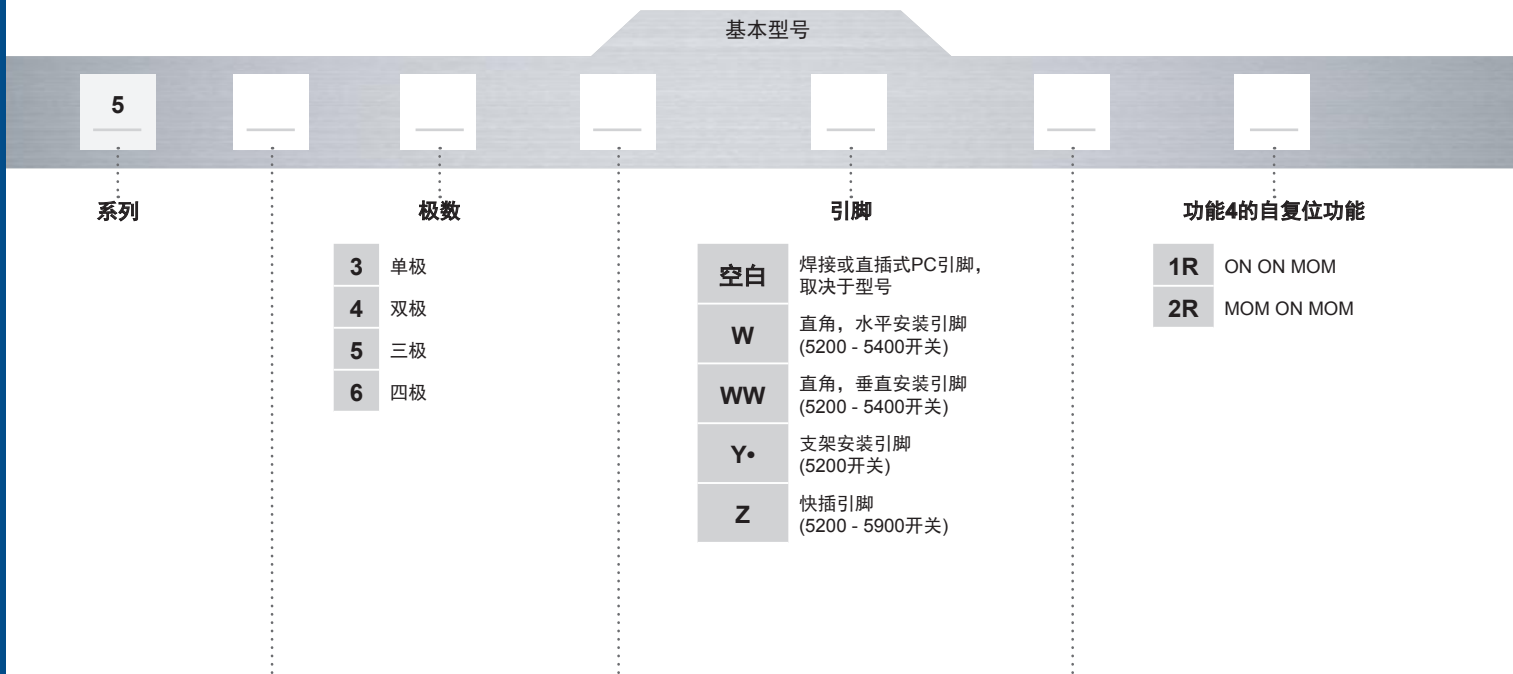 基本型号
5
系列
极数
3 单极
4 双极
5 三极
6 四极
引脚
空白 焊接或直插式PC引脚，
取决于型号
W 直角，水平安装引脚
(5200 - 5400开关)
WW 直角，垂直安装引脚
(5200 - 5400开关)
Y• 支架安装引脚
(5200开关)
Z 快插引脚
(5200 - 5900开关)
功能4的自复位功能
1R ON ON MOM
2R MOM ON MOM